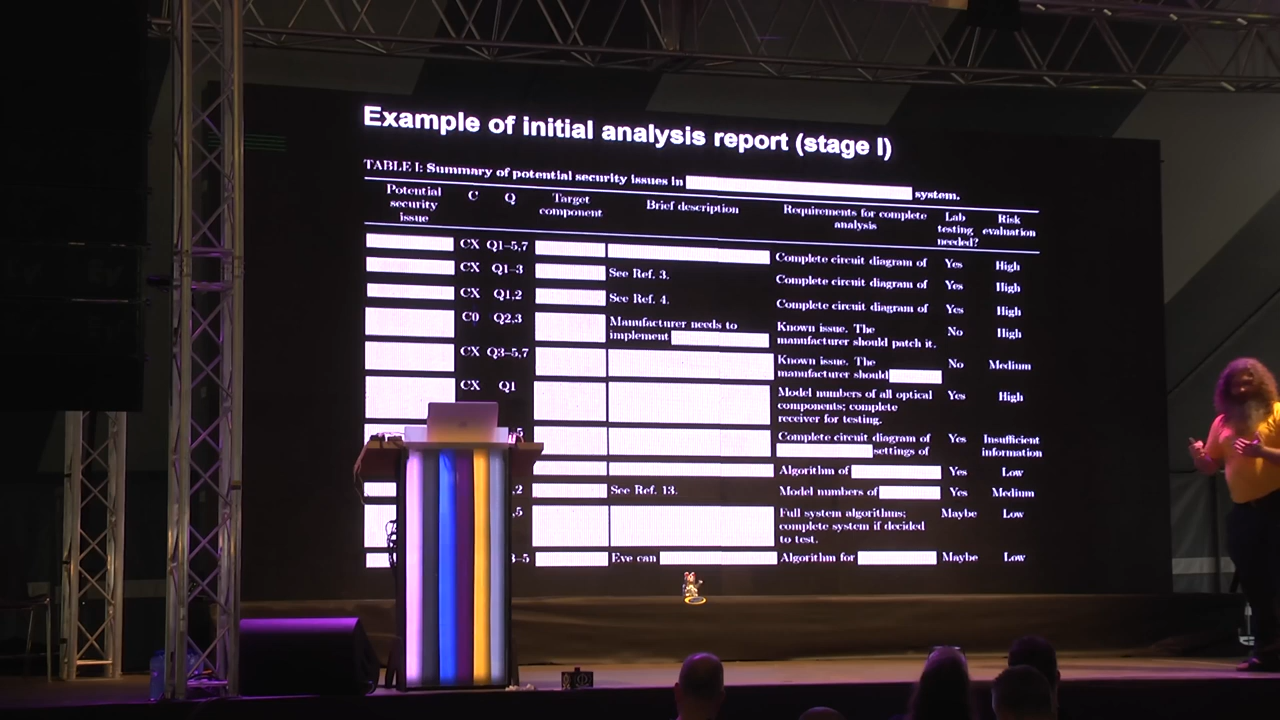 Example of initial analysis report (stage I)
TABLE I: Summary of potential security issues in system.
Potential security issue C Q Target component Brief description Requirements for complete analysis Lab testing needed? Risk evaluation
CX Q1–5,7 Complete circuit diagram of Yes High
CX Q1–3 See Ref. 3. Complete circuit diagram of Yes High
CX Q1,2 See Ref. 4. Complete circuit diagram of Yes High
C0 Q2,3 Manufacturer needs to implement Known issue. The manufacturer should patch it. No High
CX Q3–5,7 Known issue. The manufacturer should No Medium
CX Q1 Model numbers of all optical components; complete receiver for testing. Yes High
–5 Complete circuit diagram of settings of Yes Insufficient information
Algorithm of Yes Low
,2 See Ref. 13. Model numbers of Yes Medium
,5 Full system algorithms; complete system if decided to test. Maybe Low
3–5 Eve can Algorithm for Maybe Low